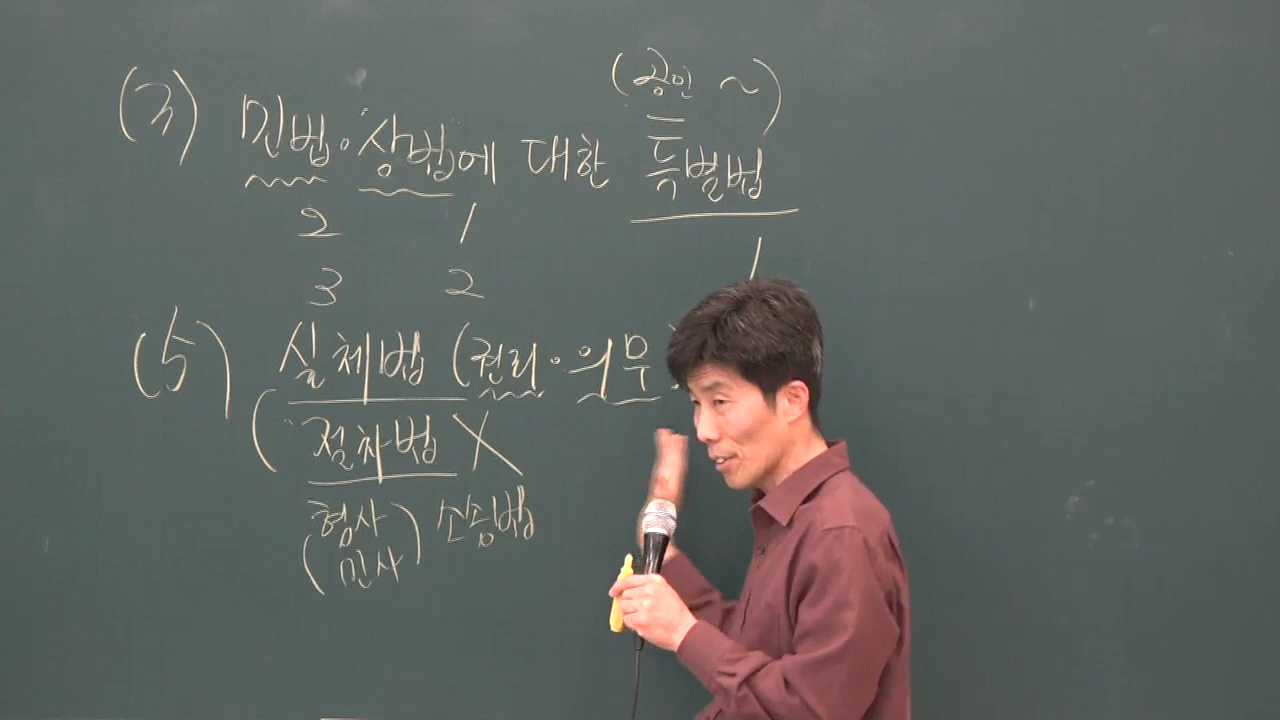 (공인 ~)
(3) 민법·상법에 대한 특별법
2 1 1
3 2
(5) 실체법 (권리·의무
절차법 X
형사 소송법
민사